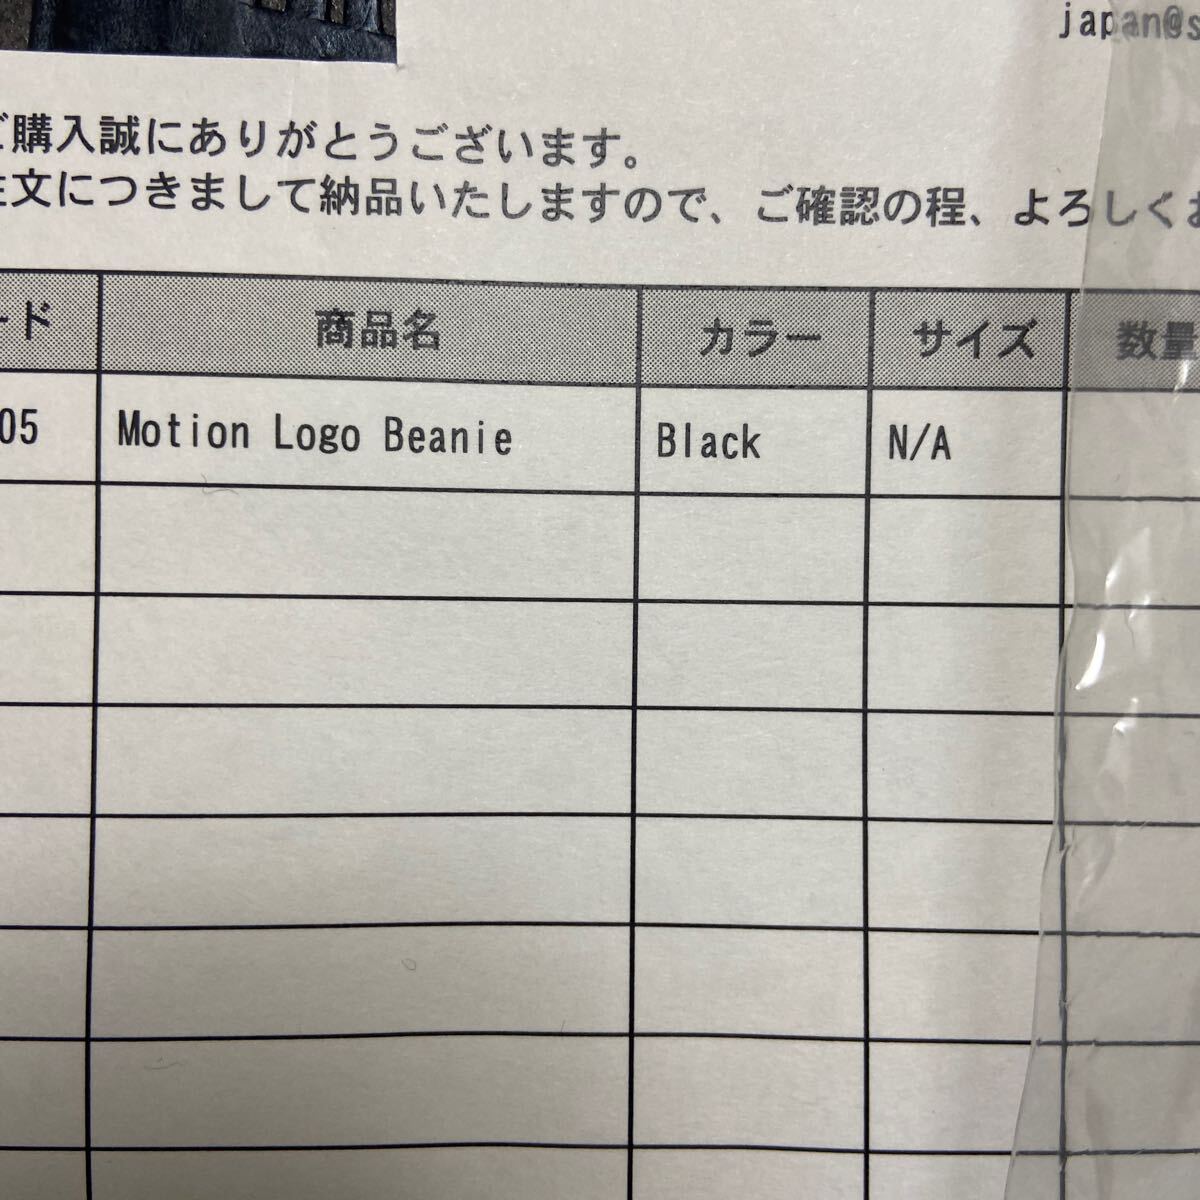 japan@s
ご購入誠にありがとうございます。
注文につきまして納品いたしますので、ご確認の程、よろしくお
ード 商品名 カラー サイズ 数量
05 Motion Logo Beanie Black N/A